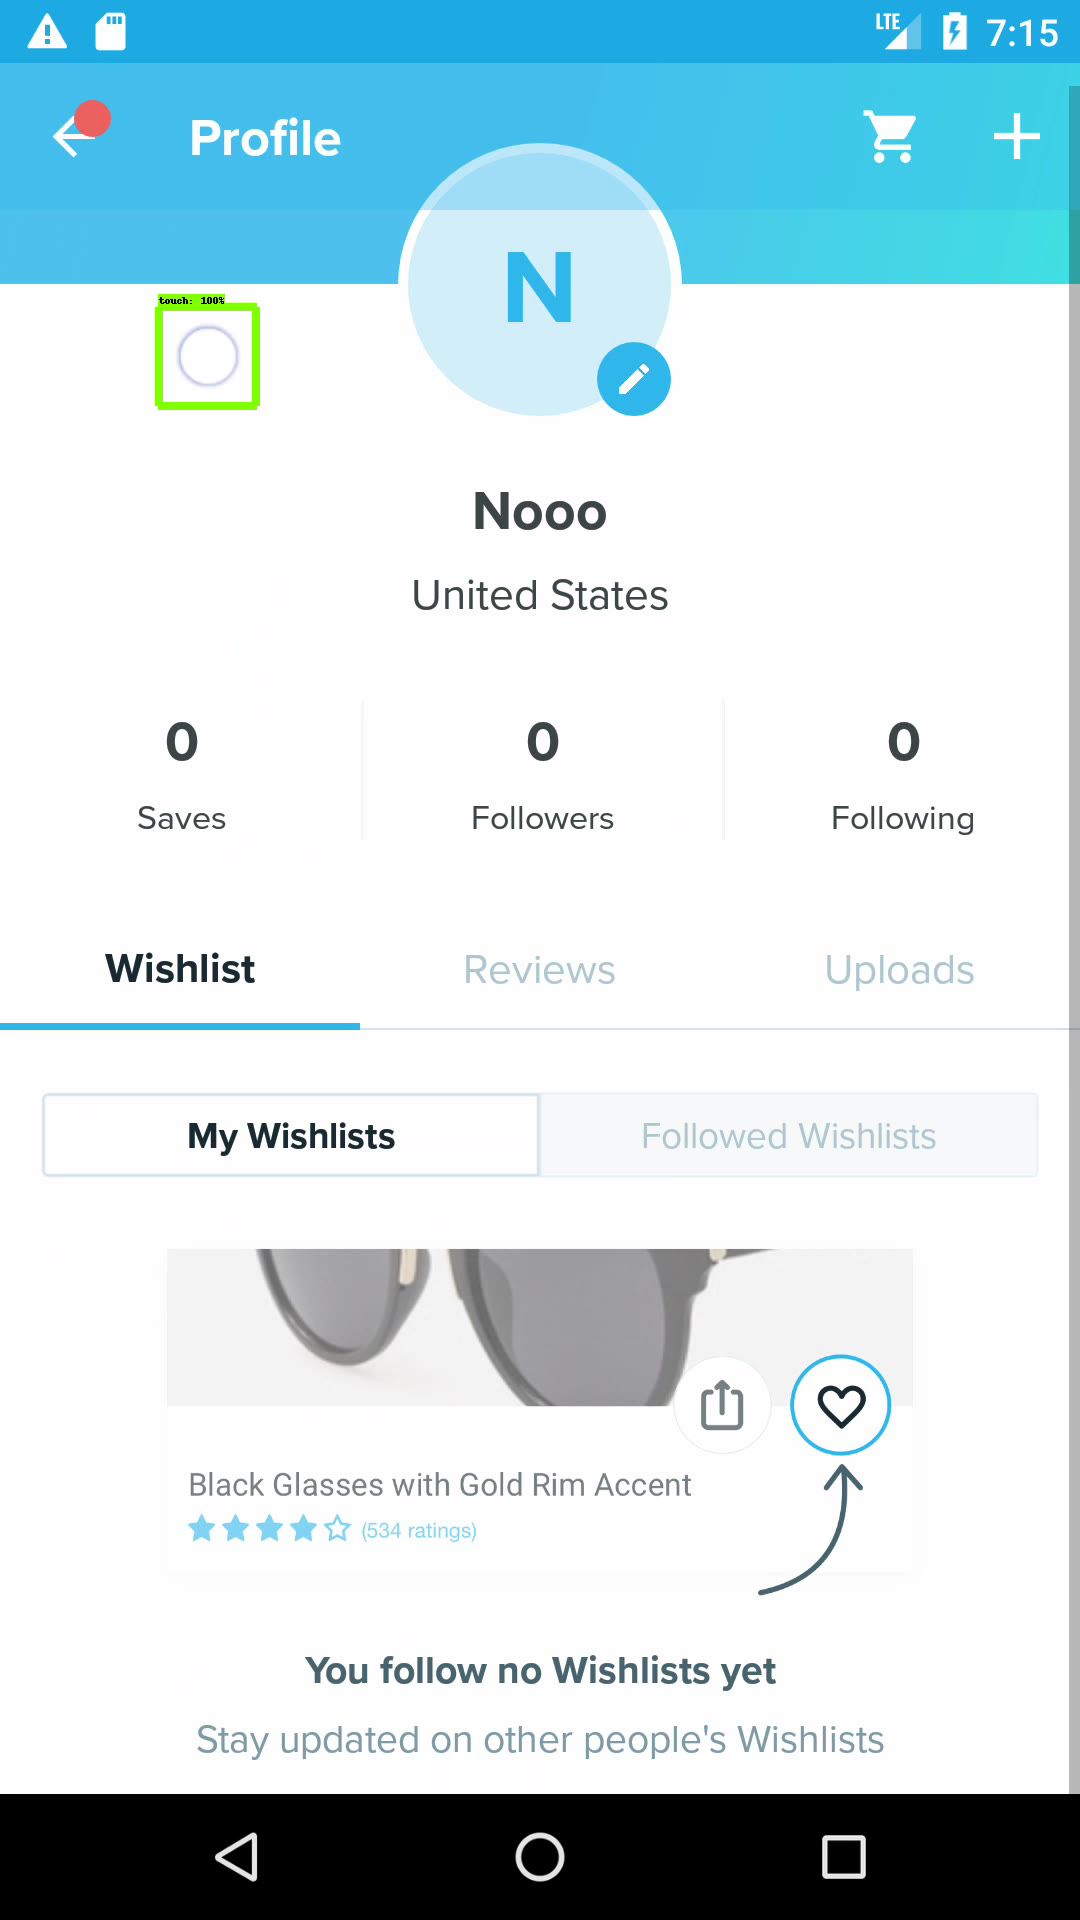 LTE 7:15
Profile
N
touch: 100%
Nooo
United States
0 0 0
Saves Followers Following
Wishlist Reviews Uploads
My Wishlists Followed Wishlists
Black Glasses with Gold Rim Accent
(534 ratings)
You follow no Wishlists yet
Stay updated on other people's Wishlists